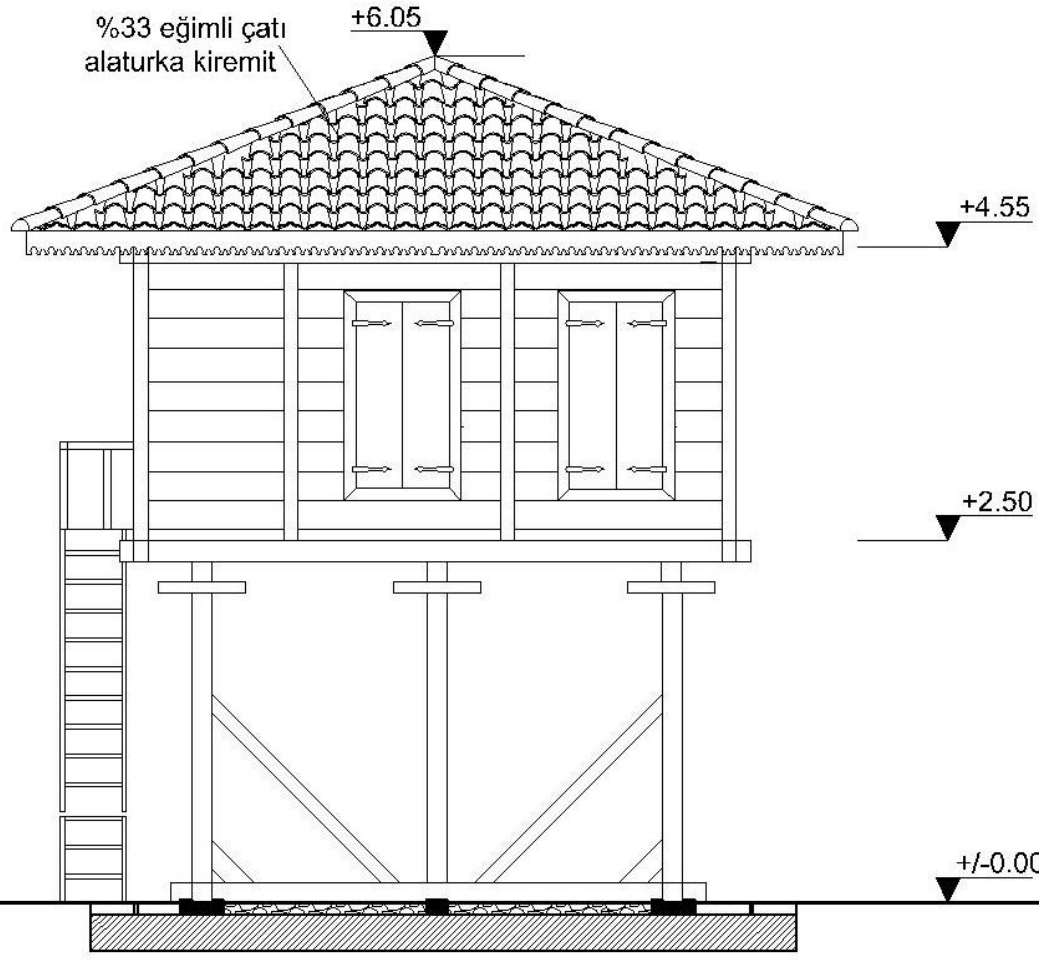 %33 eğimli çatı
alaturka kiremit
+6.05
+4.55
+2.50
+/-0.00